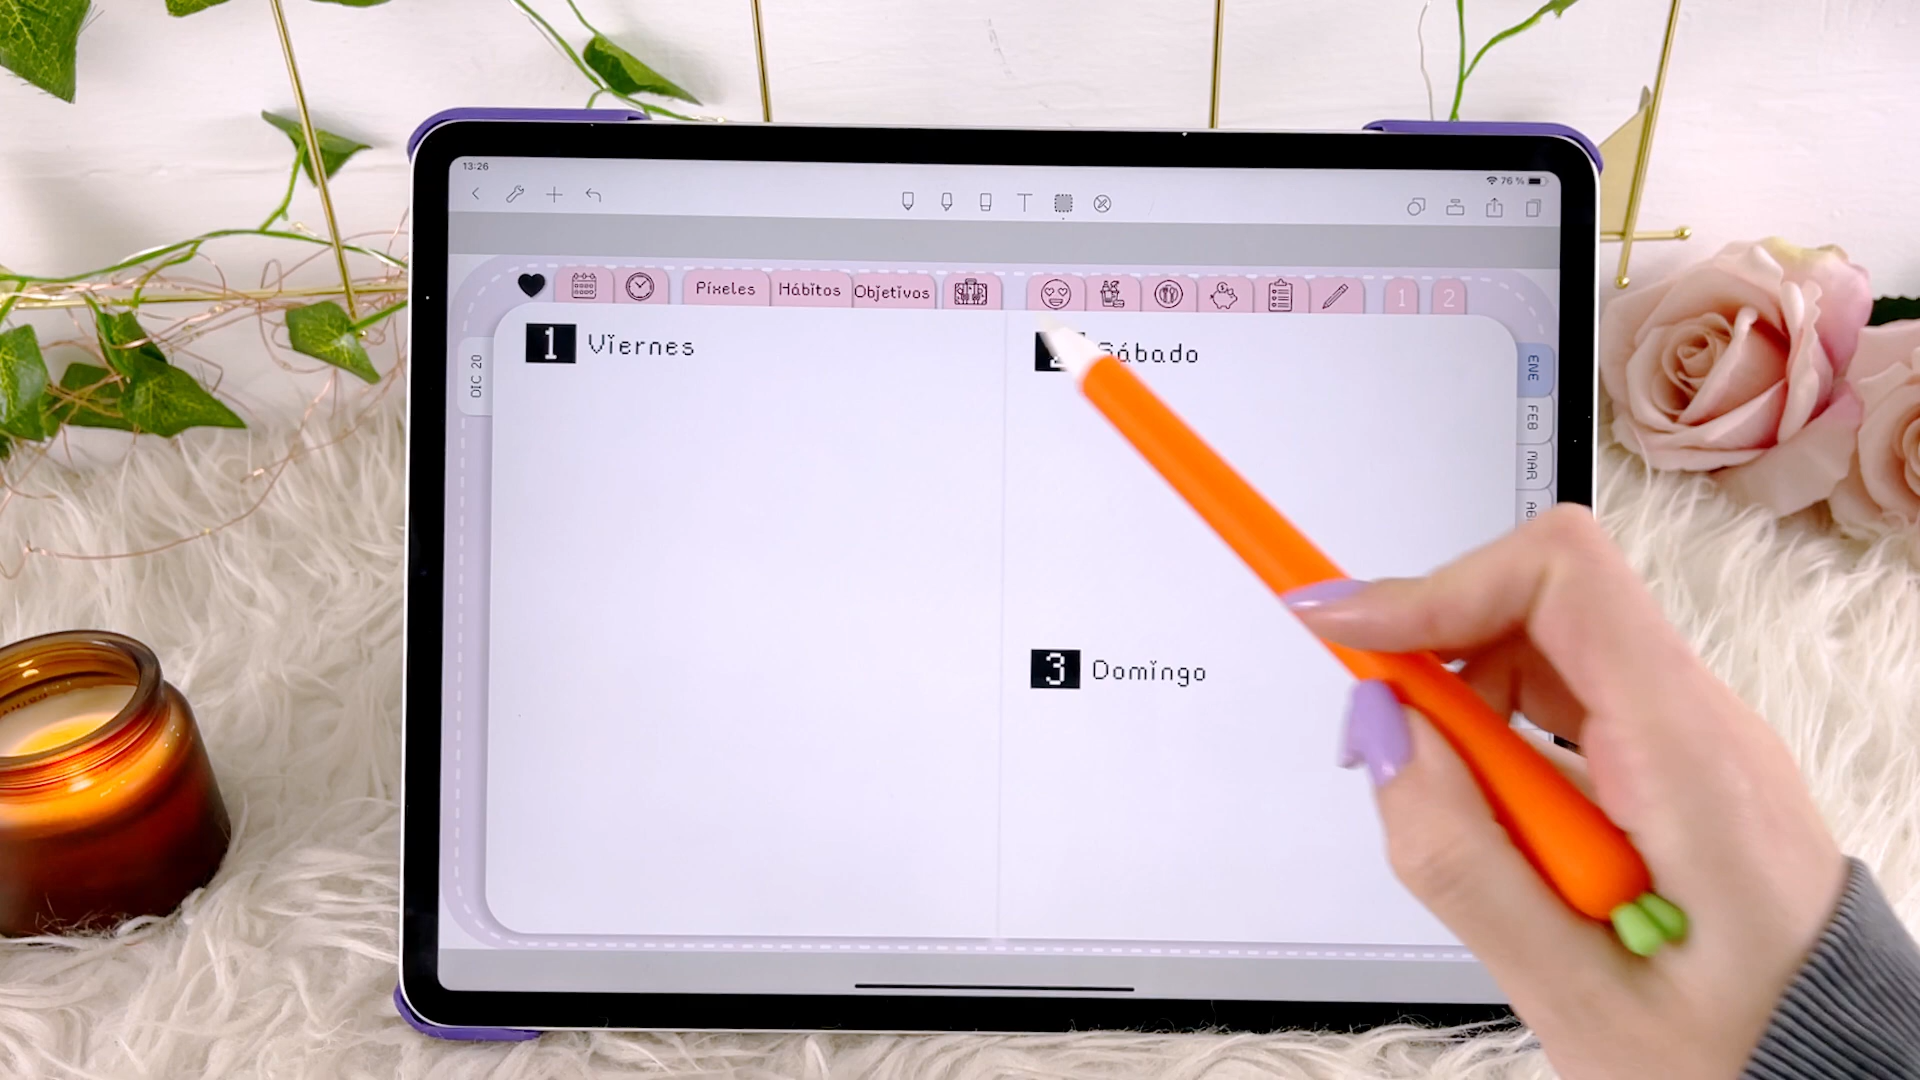 13:26
76 %
Píxeles
Hábitos
Objetivos
1
2
DIC 20
1 Viernes
Sábado
ENE
FEB
MAR
3 Domingo